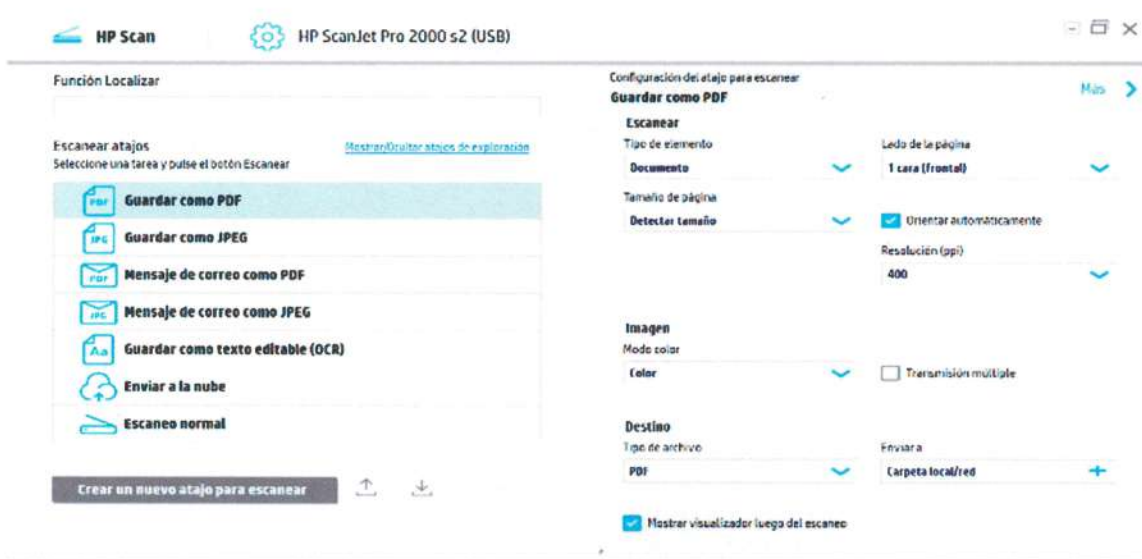 HP Scan
HP ScanJet Pro 2000 s2 (USB)
Función Localizar
Escanear atajos
Mostrar/Ocultar atajos de exploración
Seleccione una tarea y pulse el botón Escanear
PDF
Guardar como PDF
JPG
Guardar como JPEG
PDF
Mensaje de correo como PDF
JPG
Mensaje de correo como JPEG
Aa
Guardar como texto editable (OCR)
Enviar a la nube
Escaneo normal
Crear un nuevo atajo para escanear
Configuración del atajo para escanear
Más
Guardar como PDF
Escanear
Tipo de elemento
Lado de la página
Documento
1 cara (frontal)
Tamaño de página
Detectar tamaño
Orientar automáticamente
Resolución (ppi)
400
Imagen
Modo color
Color
Transmisión múltiple
Destino
Tipo de archivo
Enviar a
PDF
Carpeta local/red
Mostrar visualizador luego del escaneo